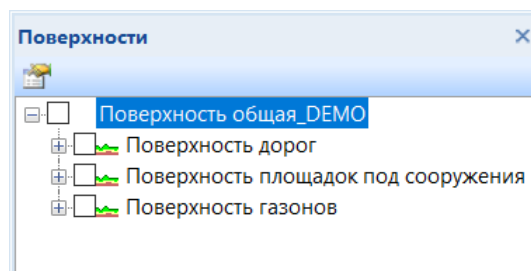 Поверхности
Поверхность общая_DEMO
Поверхность дорог
Поверхность площадок под сооружения
Поверхность газонов